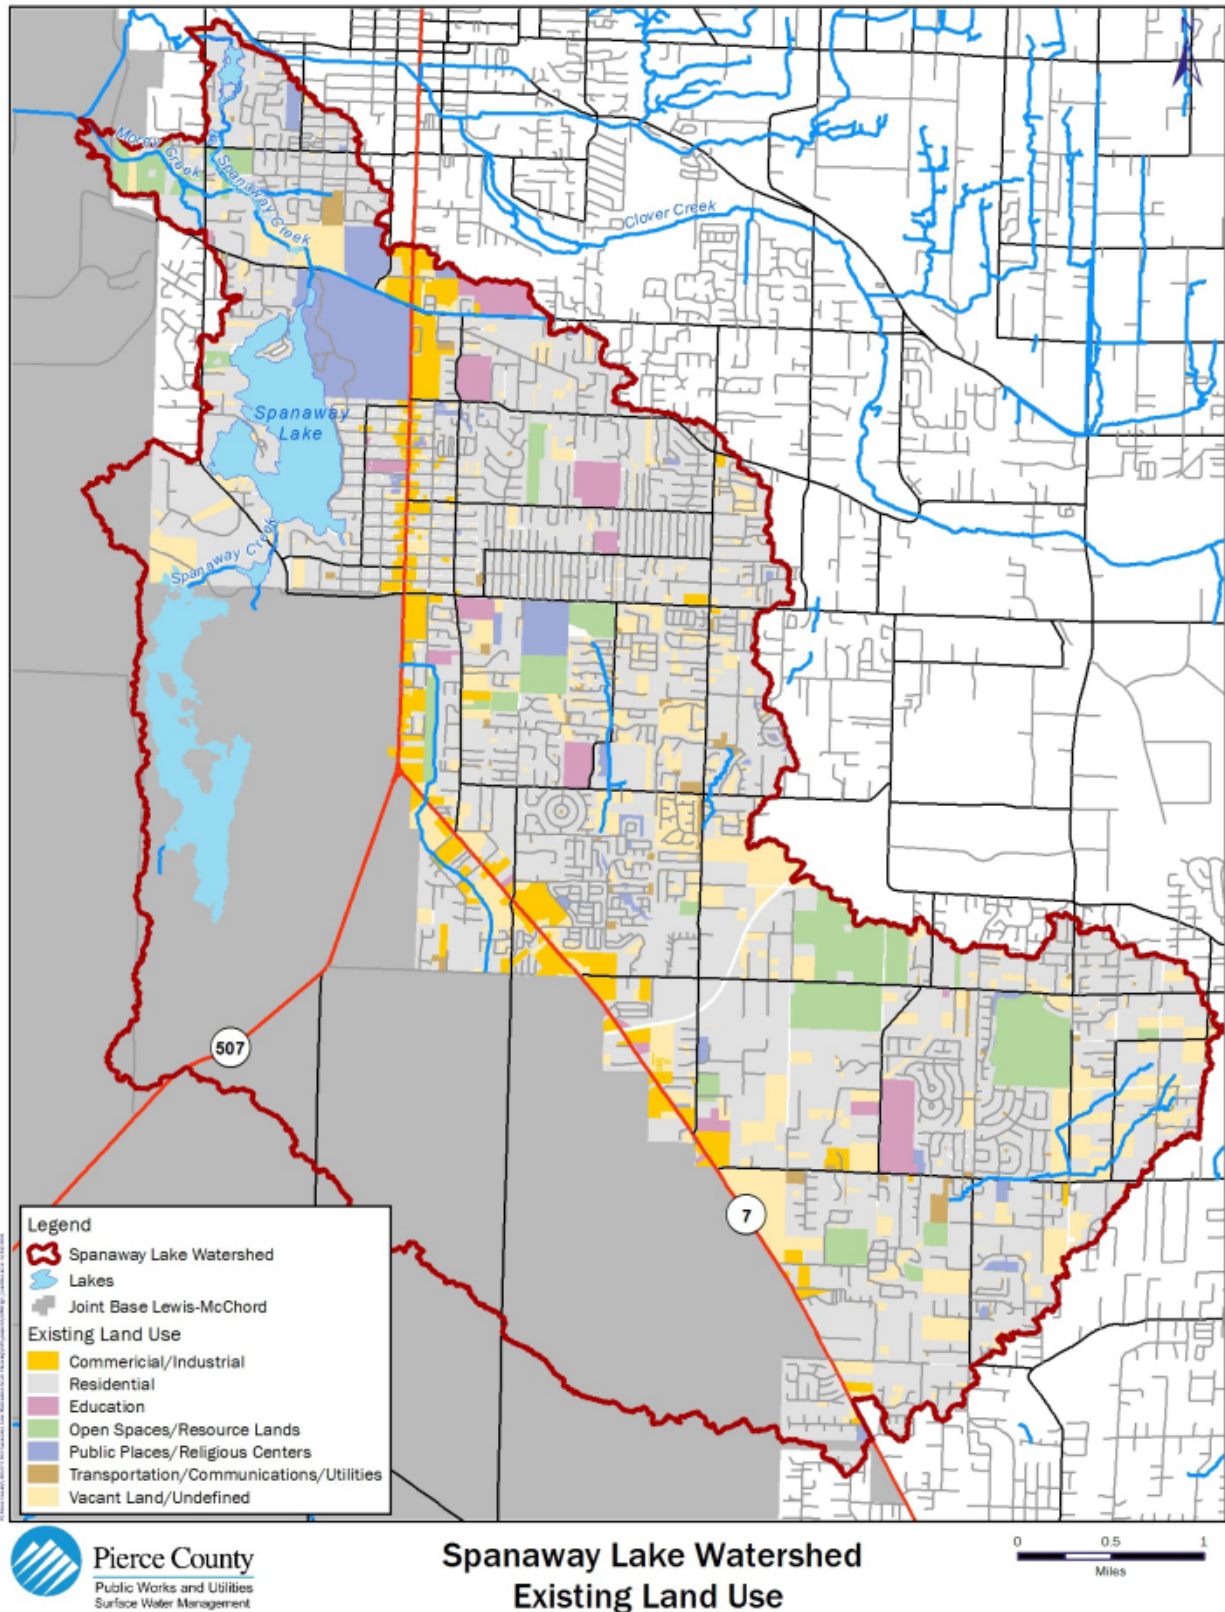 Morey Creek
Spanaway Creek
Clover Creek
Spanaway
Lake
Spanaway Creek
507
7
Legend
Spanaway Lake Watershed
Lakes
Joint Base Lewis-McChord
Existing Land Use
Commericial/Industrial
Residential
Education
Open Spaces/Resource Lands
Public Places/Religious Centers
Transportation/Communications/Utilities
Vacant Land/Undefined
Pierce County
Public Works and Utilities
Surface Water Management
Spanaway Lake Watershed
Existing Land Use
0 0.5 1
Miles